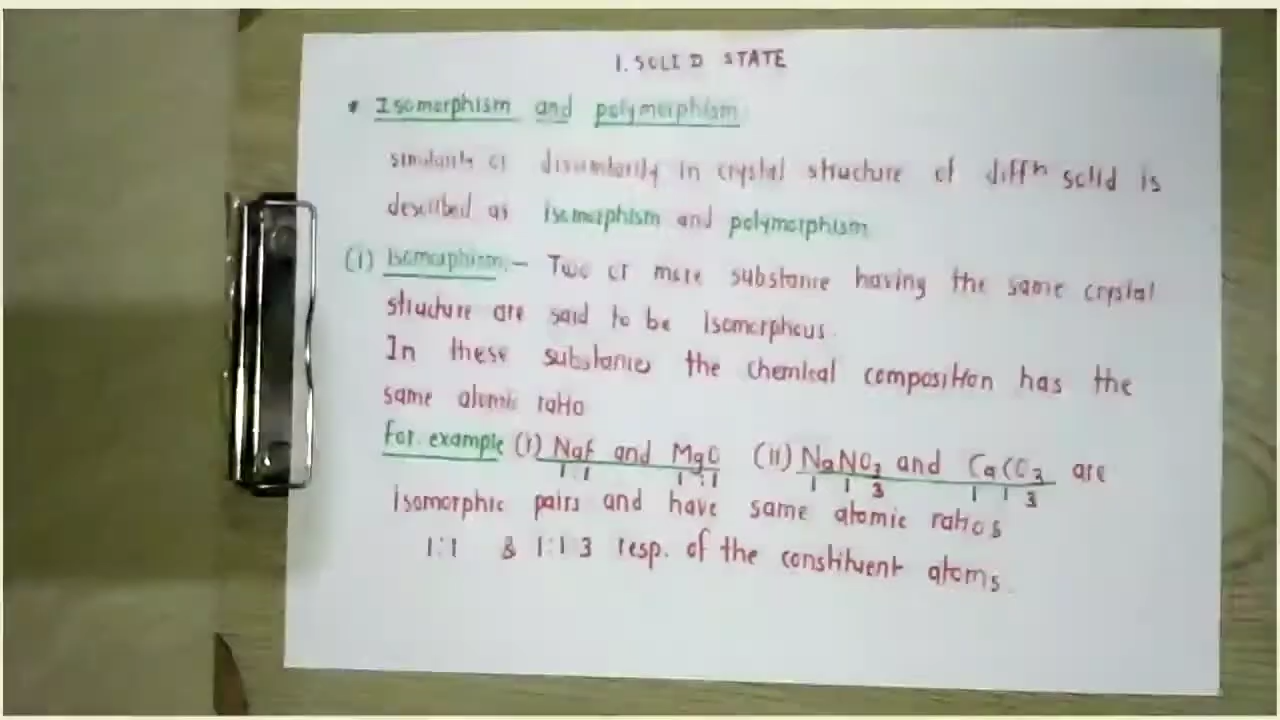 1. SOLID STATE
* Isomorphism and polymorphism
similarity or dissimilarity in crystal structure of diffn solid is
described as isomorphism and polymorphism
(i) Isomorphism:- Two or more substance having the same crystal
structure are said to be Isomorphous.
In these substances the chemical composition has the
same atomic ratio
For. example (i) NaF and MgO (ii) NaNO3 and CaCO3 are
1:1 1:1 1 1 3 1 1 3
isomorphic pairs and have same atomic ratios
1:1 & 1:1:3 resp. of the constituent atoms.